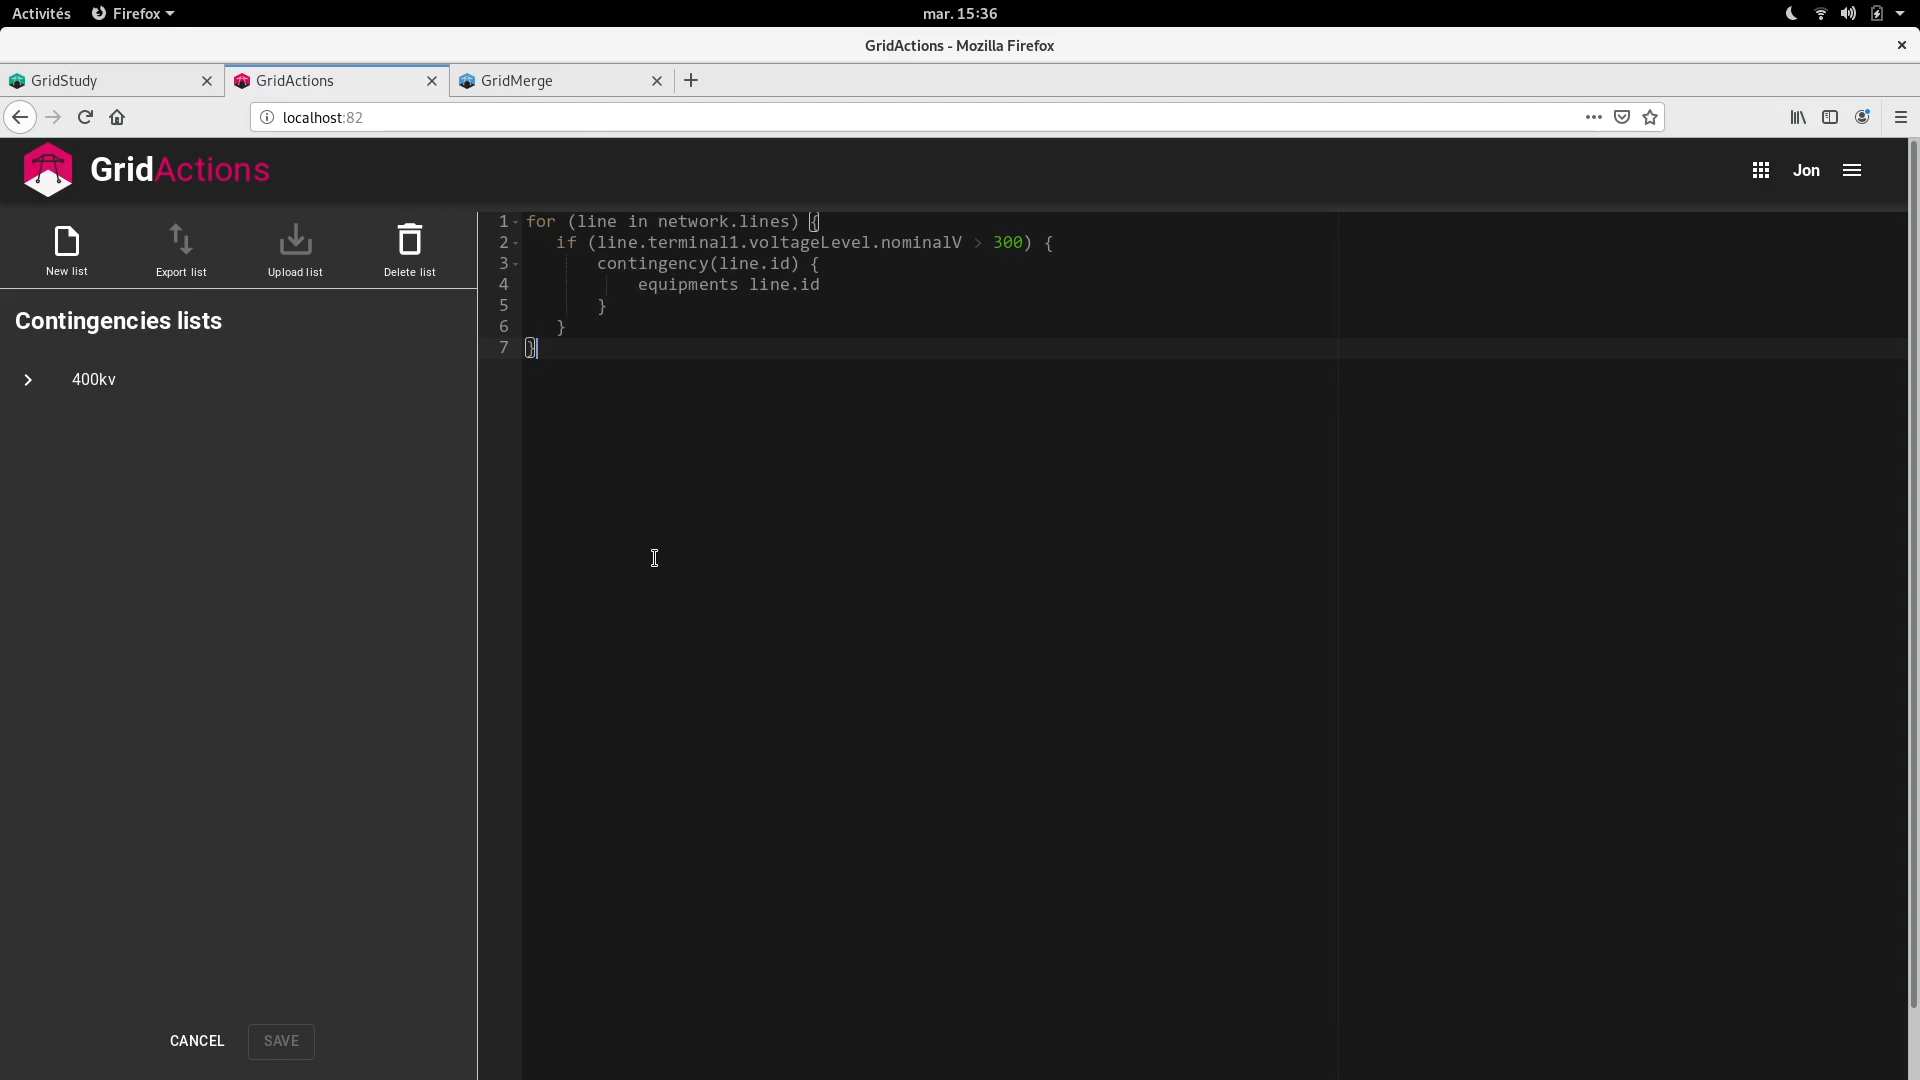 Activités Firefox mar. 15:36
GridActions - Mozilla Firefox
GridStudy GridActions GridMerge
localhost:82
GridActions Jon
New list Export list Upload list Delete list
Contingencies lists
400kv
1 for (line in network.lines) {
2 if (line.terminal1.voltageLevel.nominalV > 300) {
3 contingency(line.id) {
4 equipments line.id
5 }
6 }
7 }
CANCEL SAVE